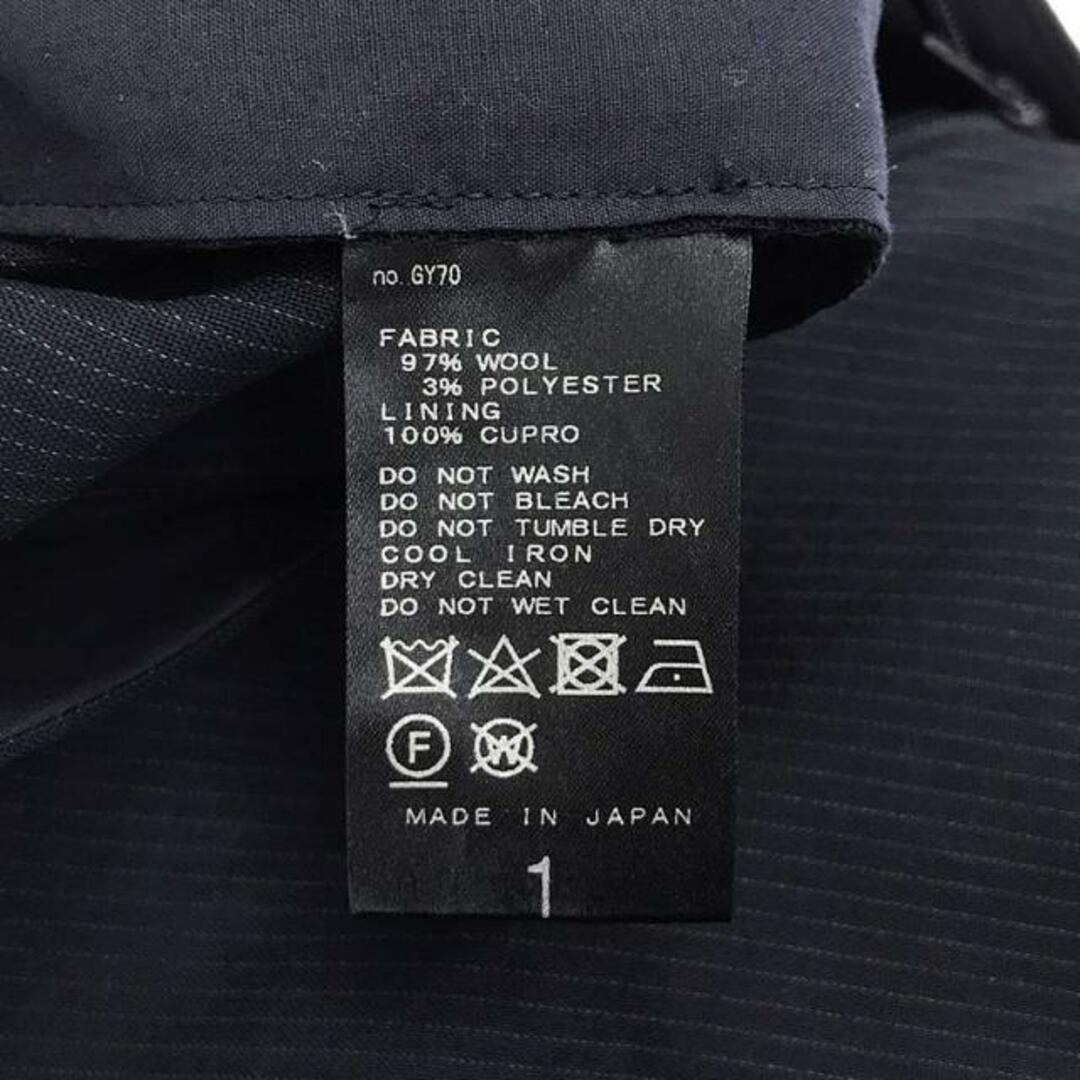 no. GY70
FABRIC
97% WOOL
3% POLYESTER
LINING
100% CUPRO
DO NOT WASH
DO NOT BLEACH
DO NOT TUMBLE DRY
COOL IRON
DRY CLEAN
DO NOT WET CLEAN
F W
MADE IN JAPAN
1